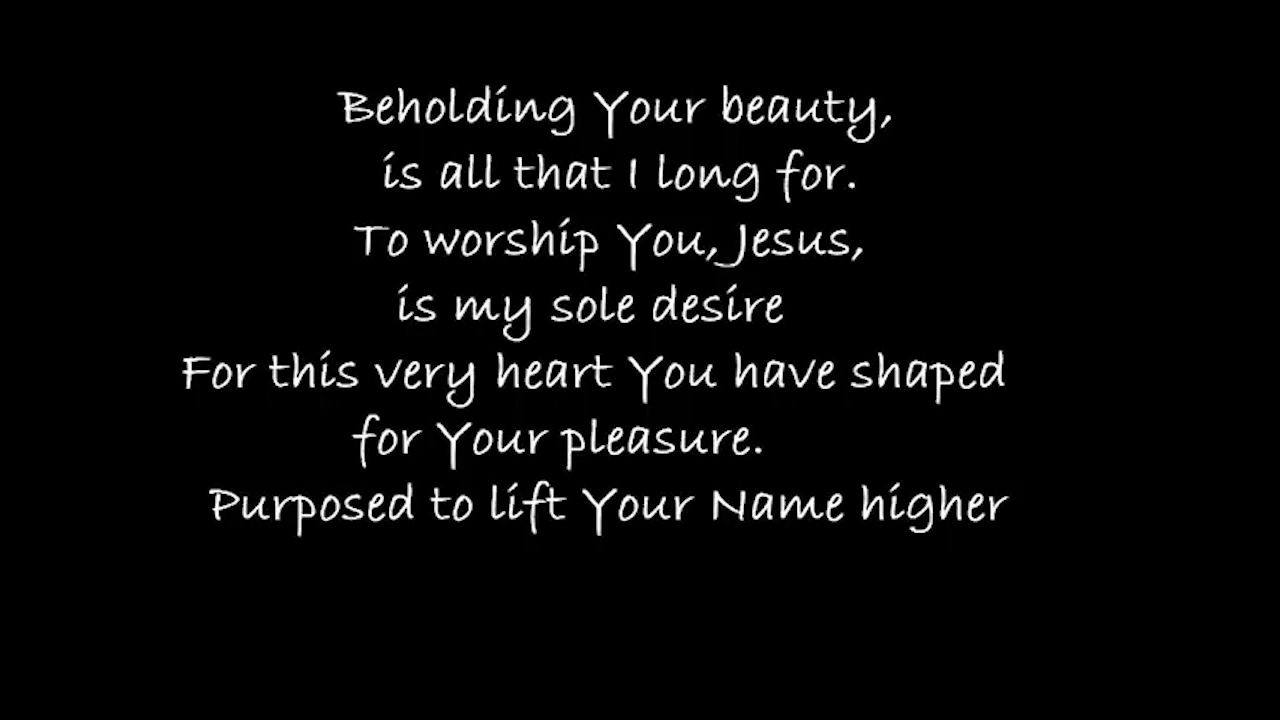 Beholding Your beauty,
is all that I long for.
To worship You, Jesus,
is my sole desire
For this very heart You have shaped
for Your pleasure.
Purposed to lift Your Name higher